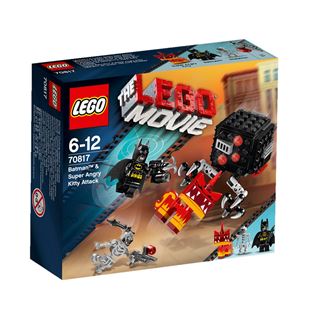 LEGO
THE LEGO
MOVIE
6-12
70817
Batman™ &
Super Angry
Kitty Attack